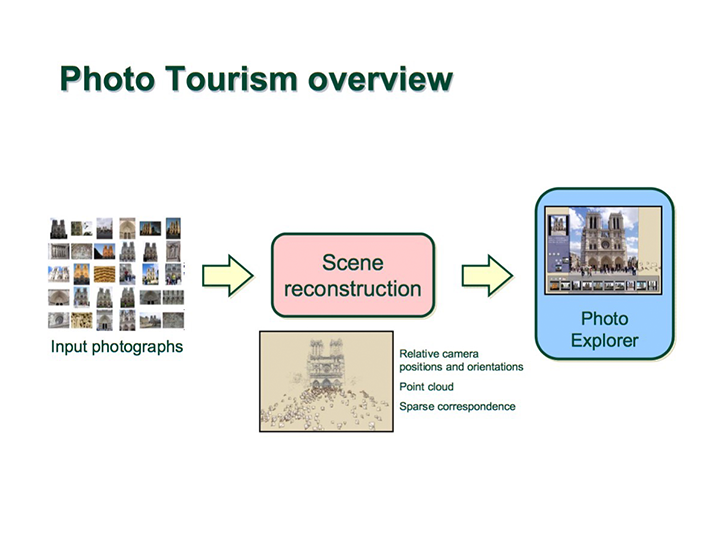 Photo Tourism overview
Input photographs
Scene
reconstruction
Relative camera
positions and orientations
Point cloud
Sparse correspondence
Photo
Explorer